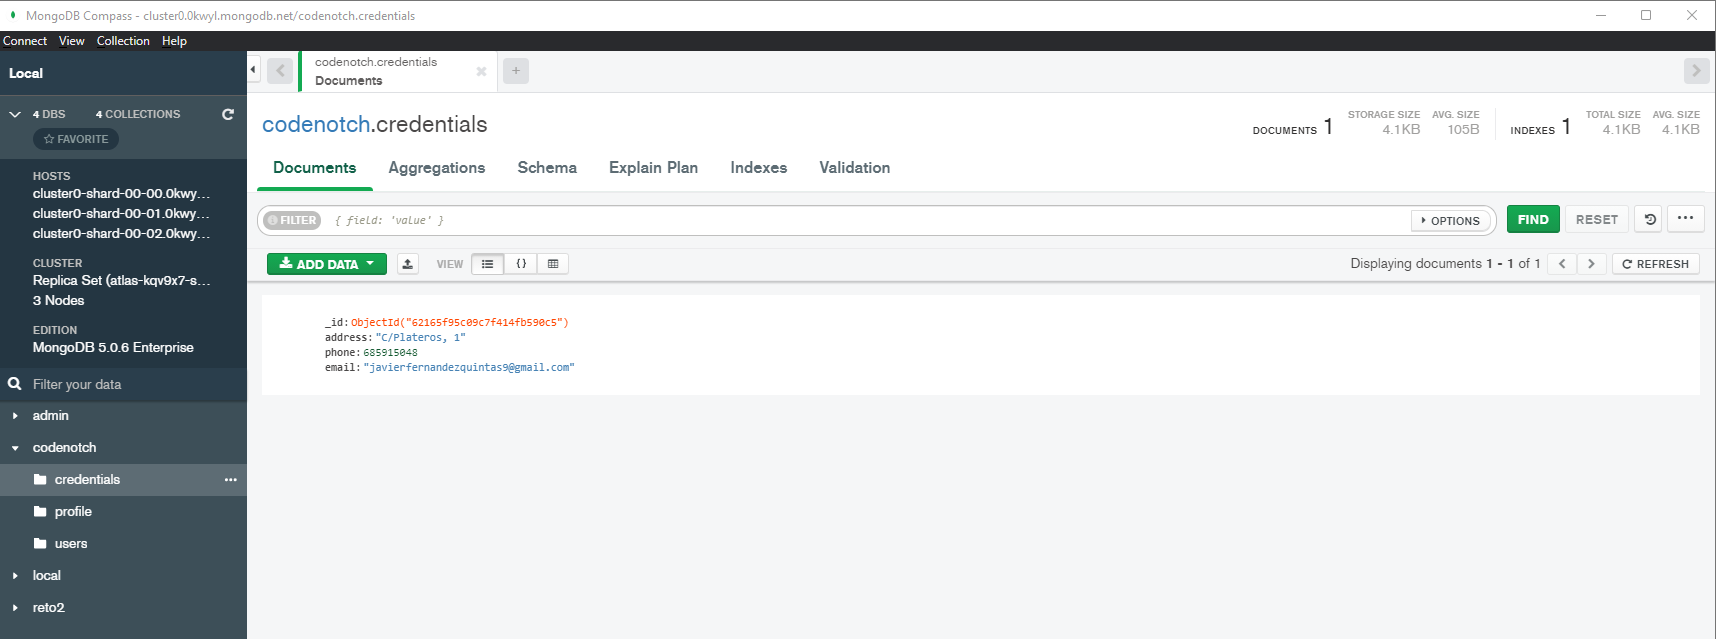 MongoDB Compass - cluster0.0kwyl.mongodb.net/codenotch.credentials
Connect View Collection Help
Local
4 DBS 4 COLLECTIONS
FAVORITE
HOSTS
cluster0-shard-00-00.0kwy...
cluster0-shard-00-01.0kwy...
cluster0-shard-00-02.0kwy...
CLUSTER
Replica Set (atlas-kqv9x7-s...
3 Nodes
EDITION
MongoDB 5.0.6 Enterprise
Filter your data
admin
codenotch
credentials
profile
users
local
reto2
codenotch.credentials
Documents
codenotch.credentials
DOCUMENTS 1
STORAGE SIZE
4.1KB
AVG. SIZE
105B
INDEXES 1
TOTAL SIZE
4.1KB
AVG. SIZE
4.1KB
Documents Aggregations Schema Explain Plan Indexes Validation
FILTER { field: 'value' } OPTIONS FIND RESET
ADD DATA VIEW {} Displaying documents 1 - 1 of 1 REFRESH
_id: ObjectId("62165f95c09c7f414fb590c5")
address: "C/Plateros, 1"
phone: 685915048
email: "javierfernandezquintas9@gmail.com"